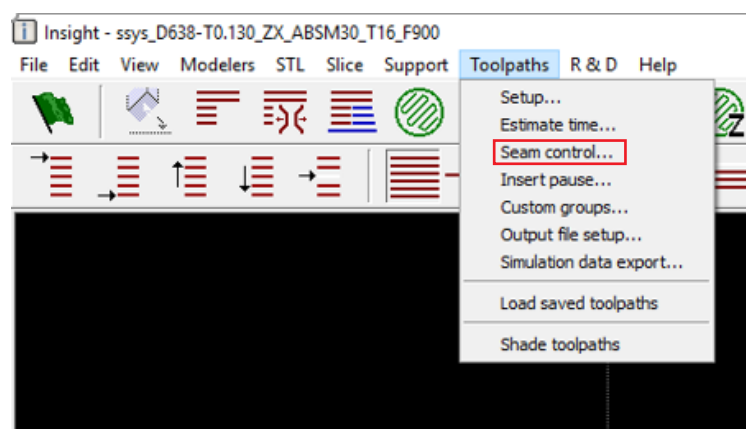 Insight - ssys_D638-T0.130_ZX_ABSM30_T16_F900
File Edit View Modelers STL Slice Support Toolpaths R & D Help
Setup...
Estimate time...
Seam control...
Insert pause...
Custom groups...
Output file setup...
Simulation data export...
Load saved toolpaths
Shade toolpaths
Z